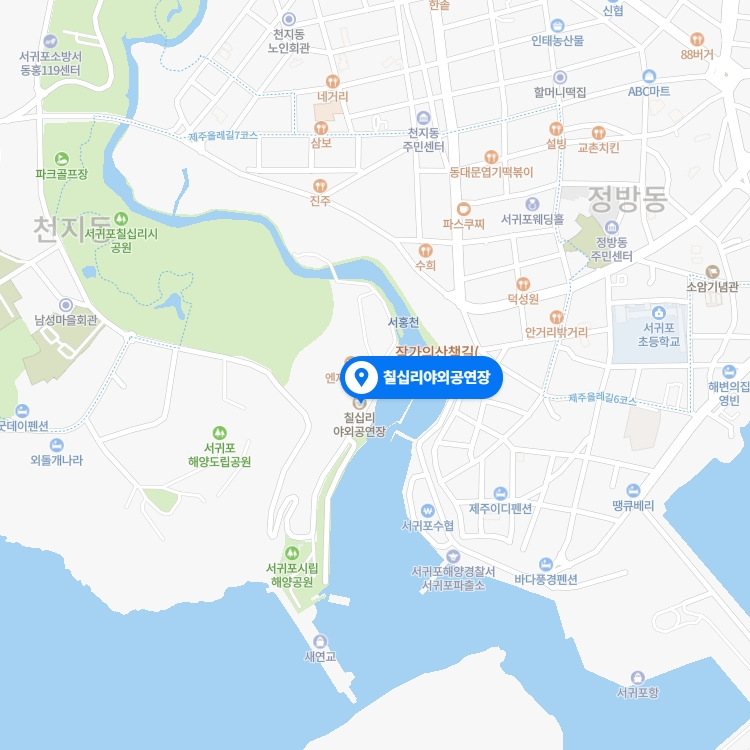 한솔
신협
천지동
노인회관
인태농산물
88버거
서귀포소방서
동홍119센터
할머니떡집
ABC마트
네거리
제주올레길7코스
삼보
천지동
주민센터
설빙
교촌치킨
파크골프장
동대문엽기떡볶이
진주
정방동
천지동
서귀포칠십리시
공원
파스쿠찌
서귀포웨딩홀
정방동
주민센터
수희
덕성원
소암기념관
남성마을회관
서홍천
안거리밖거리
서귀포
초등학교
작가의산책길(
칠십리야외공연장
칠십리
야외공연장
제주올레길6코스
해변의집
영빈
굿데이펜션
외돌개나라
서귀포
해양도립공원
서귀포수협
제주이디펜션
땡큐베리
서귀포시립
해양공원
서귀포해양경찰서
서귀포파출소
바다풍경펜션
새연교
서귀포항